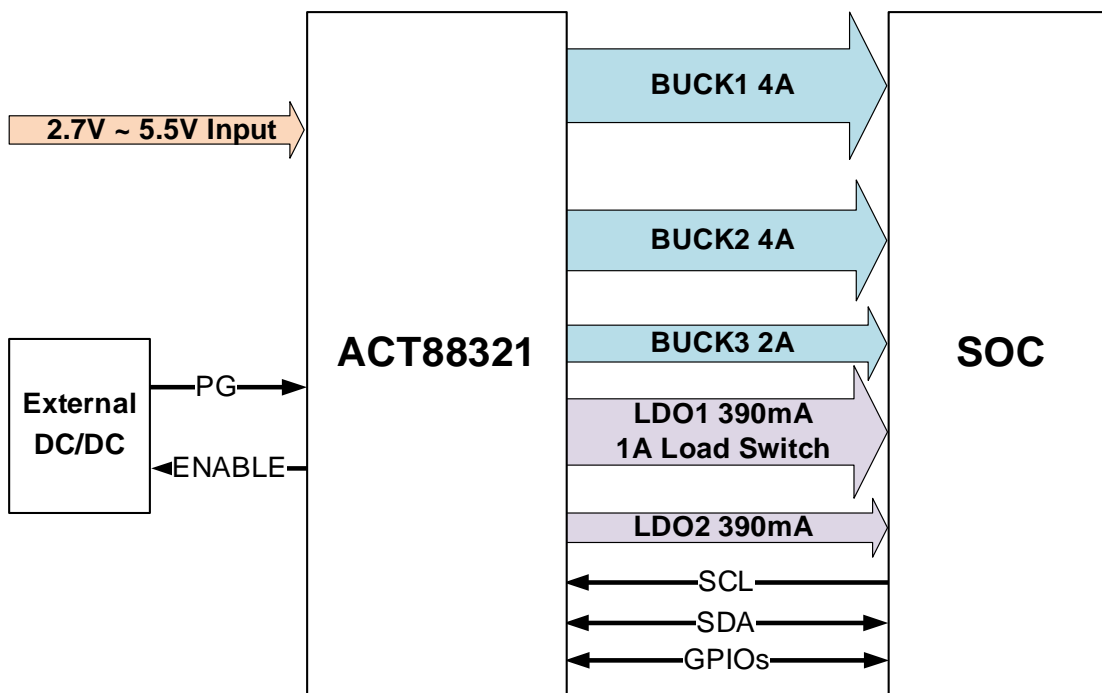 2.7V ~ 5.5V Input
External
DC/DC
PG
ENABLE
ACT88321
BUCK1 4A
BUCK2 4A
BUCK3 2A
LDO1 390mA
1A Load Switch
LDO2 390mA
SCL
SDA
GPIOs
SOC